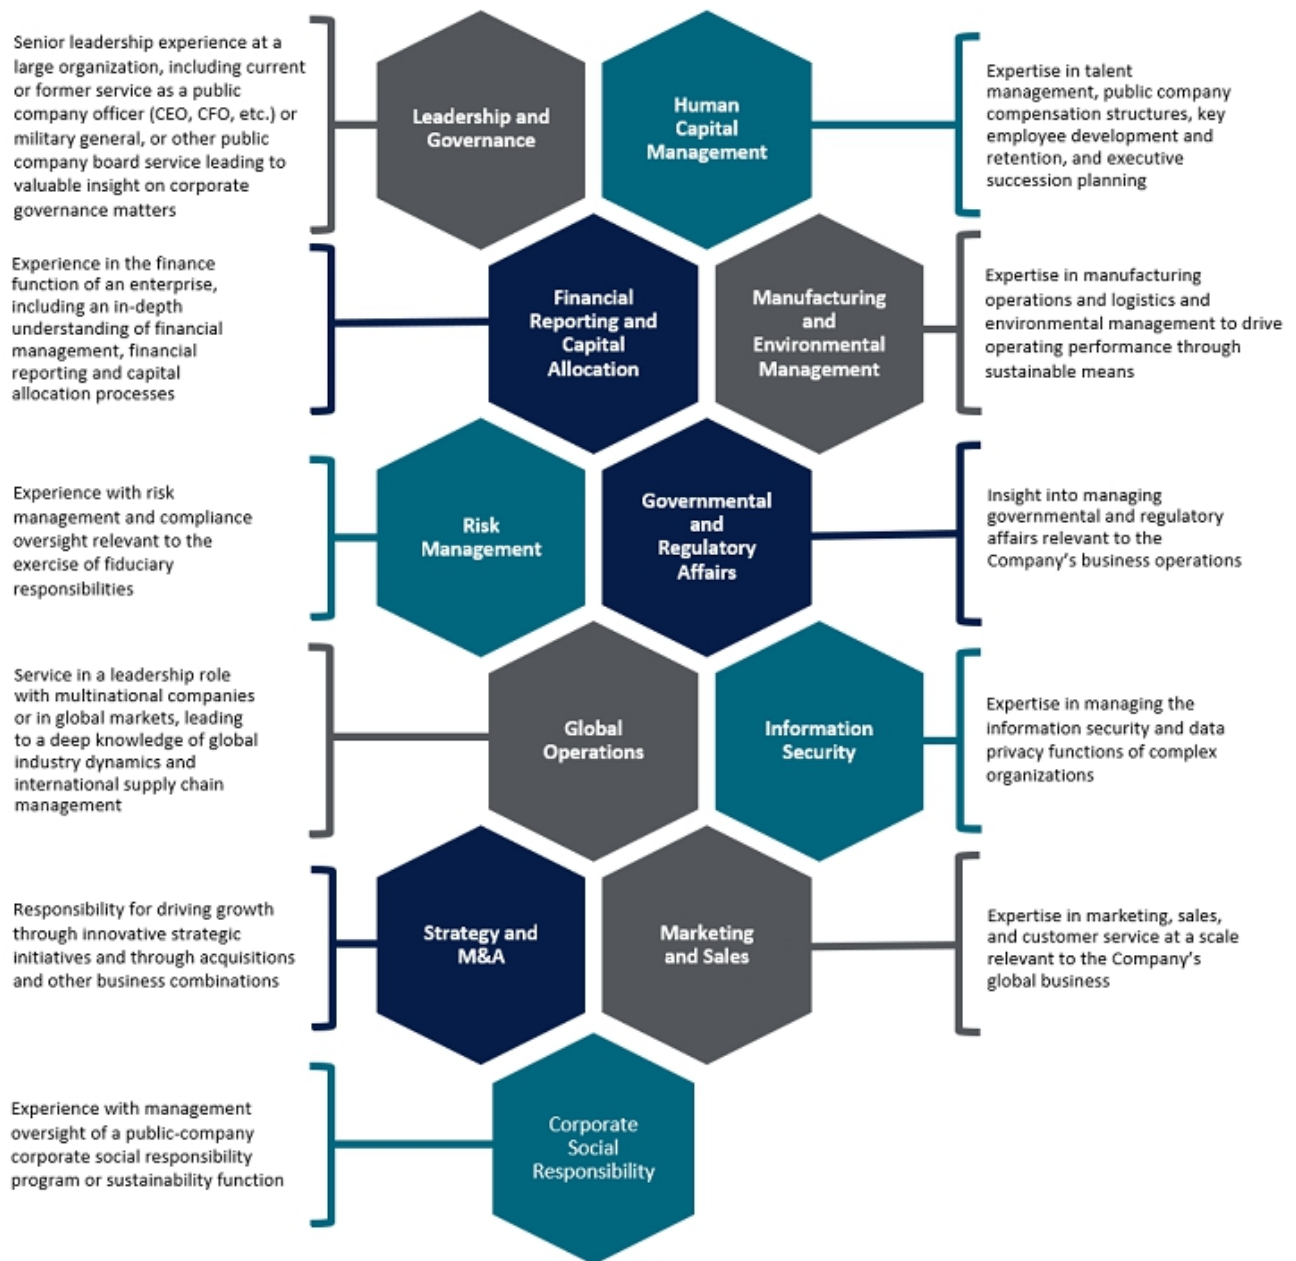 Senior leadership experience at a
large organization, including current
or former service as a public
company officer (CEO, CFO, etc.) or
military general, or other public
company board service leading to
valuable insight on corporate
governance matters
Leadership and
Governance
Human
Capital
Management
Expertise in talent
management, public company
compensation structures, key
employee development and
retention, and executive
succession planning
Experience in the finance
function of an enterprise,
including an in-depth
understanding of financial
management, financial
reporting and capital
allocation processes
Financial
Reporting and
Capital
Allocation
Manufacturing
and
Environmental
Management
Expertise in manufacturing
operations and logistics and
environmental management to drive
operating performance through
sustainable means
Experience with risk
management and compliance
oversight relevant to the
exercise of fiduciary
responsibilities
Risk
Management
Governmental
and
Regulatory
Affairs
Insight into managing
governmental and regulatory
affairs relevant to the
Company's business operations
Service in a leadership role
with multinational companies
or in global markets, leading
to a deep knowledge of global
industry dynamics and
international supply chain
management
Global
Operations
Information
Security
Expertise in managing the
information security and data
privacy functions of complex
organizations
Responsibility for driving growth
through innovative strategic
initiatives and through acquisitions
and other business combinations
Strategy and
M&A
Marketing
and Sales
Expertise in marketing, sales,
and customer service at a scale
relevant to the Company's
global business
Experience with management
oversight of a public-company
corporate social responsibility
program or sustainability function
Corporate
Social
Responsibility